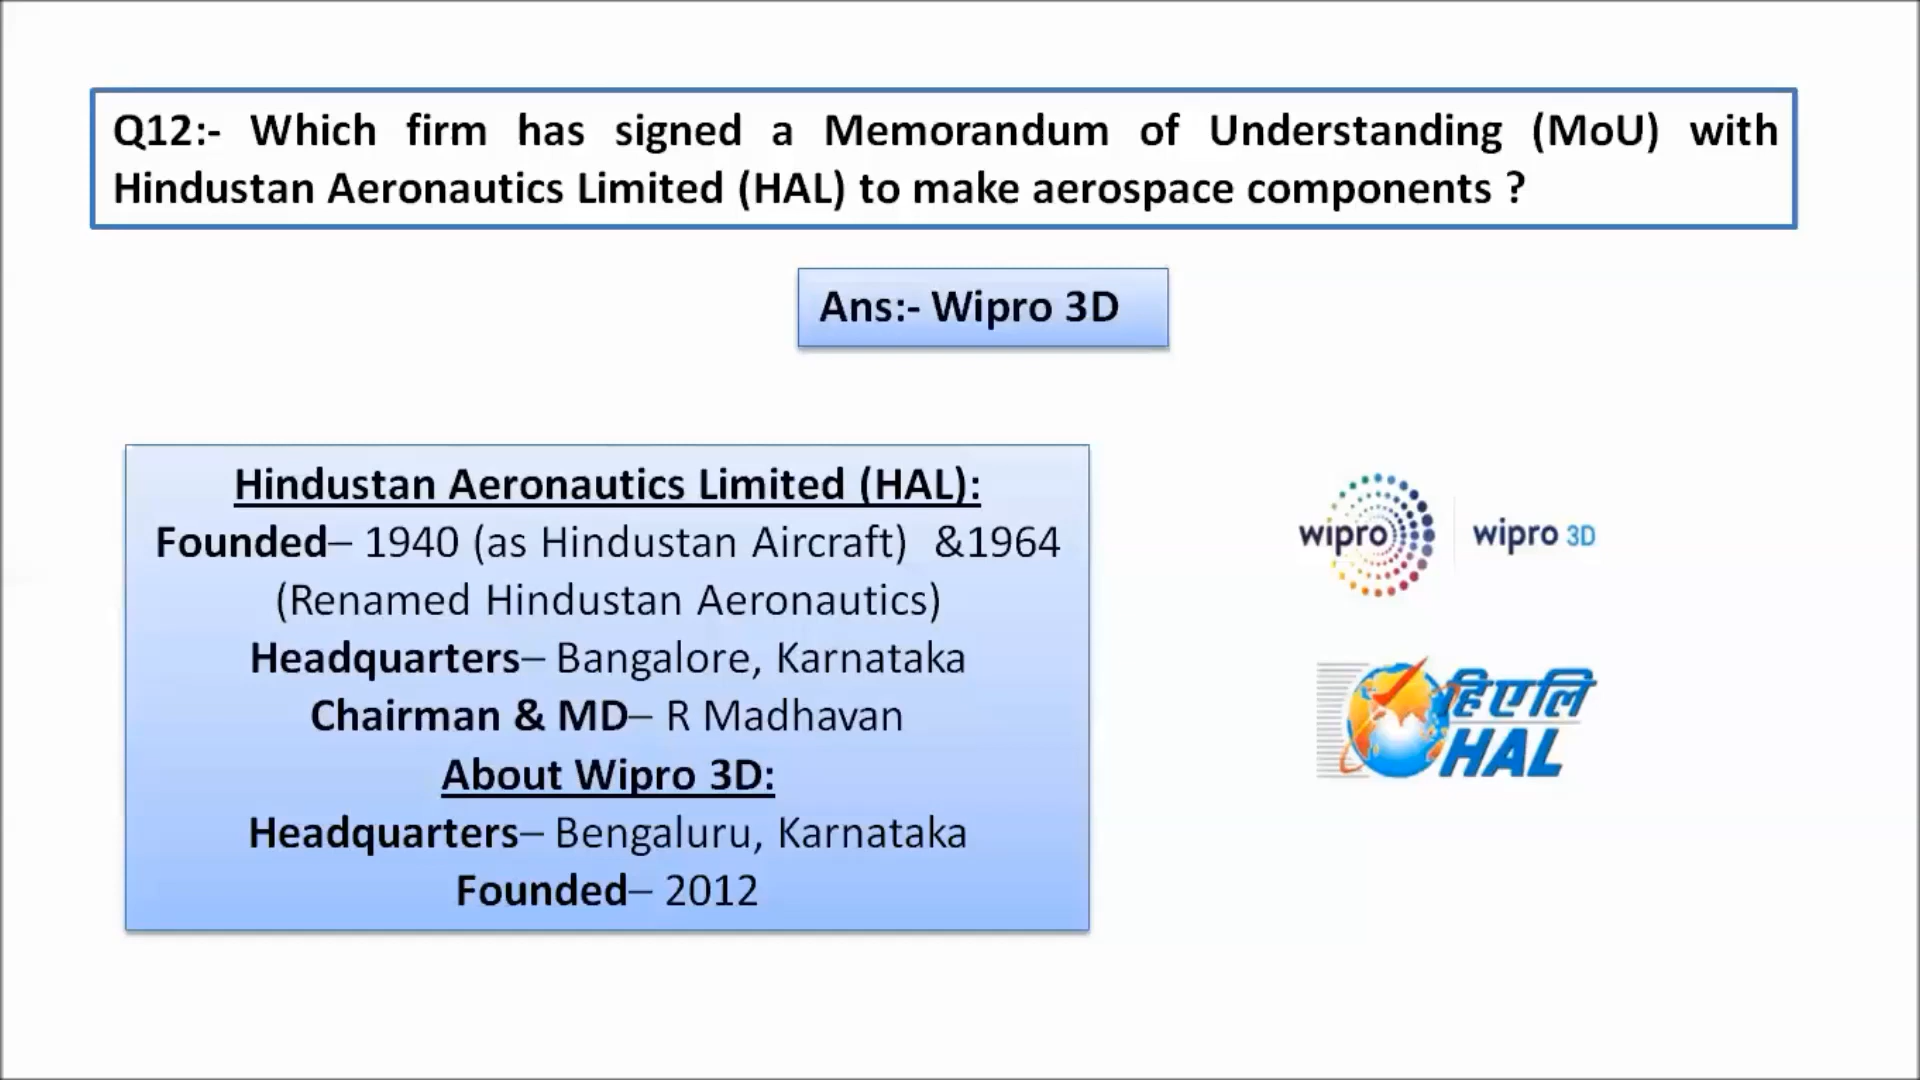 Q12:- Which firm has signed a Memorandum of Understanding (MoU) with
Hindustan Aeronautics Limited (HAL) to make aerospace components ?
Ans:- Wipro 3D
Hindustan Aeronautics Limited (HAL):
Founded– 1940 (as Hindustan Aircraft) &1964
(Renamed Hindustan Aeronautics)
Headquarters– Bangalore, Karnataka
Chairman & MD– R Madhavan
About Wipro 3D:
Headquarters– Bengaluru, Karnataka
Founded– 2012
wipro
wipro 3D
हिएलि
HAL